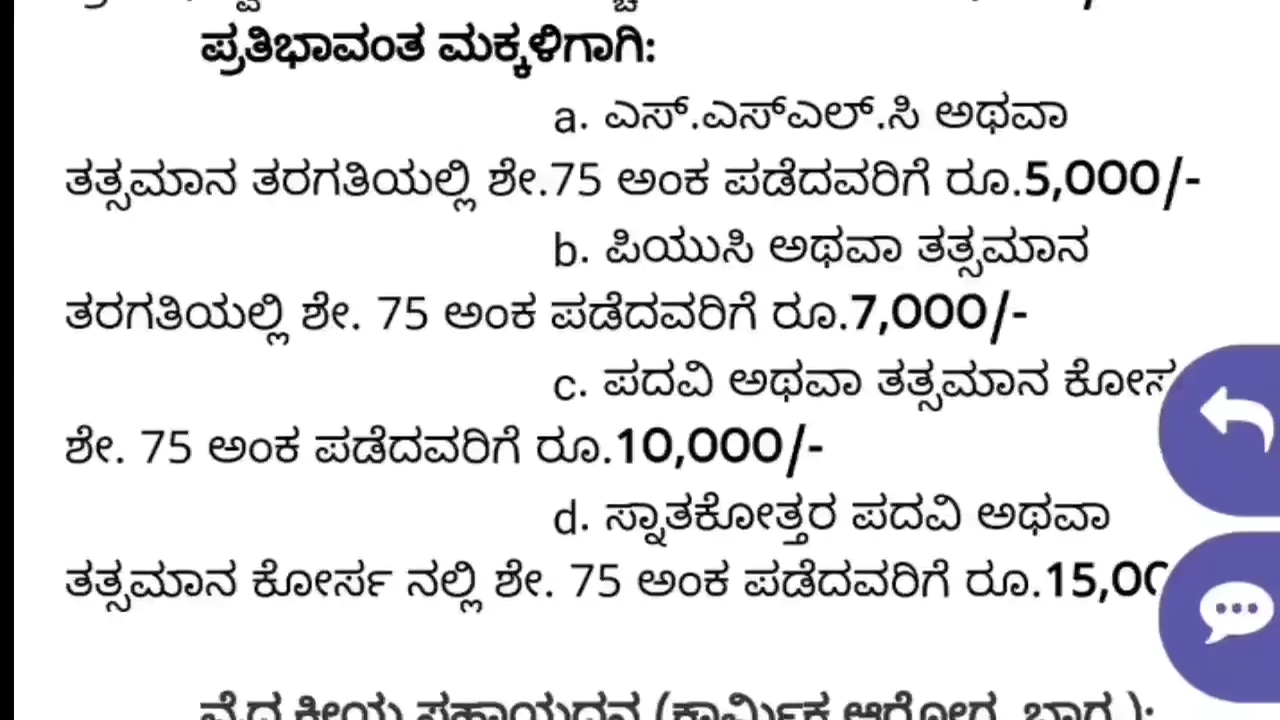 ಪ್ರತಿಭಾವಂತ ಮಕ್ಕಳಿಗಾಗಿ:
a. ಎಸ್.ಎಸ್ಎಲ್.ಸಿ ಅಥವಾ
ತತ್ಸಮಾನ ತರಗತಿಯಲ್ಲಿ ಶೇ.75 ಅಂಕ ಪಡೆದವರಿಗೆ ರೂ.5,000/-
b. ಪಿಯುಸಿ ಅಥವಾ ತತ್ಸಮಾನ
ತರಗತಿಯಲ್ಲಿ ಶೇ. 75 ಅಂಕ ಪಡೆದವರಿಗೆ ರೂ.7,000/-
c. ಪದವಿ ಅಥವಾ ತತ್ಸಮಾನ
ಶೇ. 75 ಅಂಕ ಪಡೆದವರಿಗೆ ರೂ.10,000/-
d. ಸ್ನಾತಕೋತ್ತರ ಪದವಿ ಅಥವಾ
ತತ್ಸಮಾನ ಕೋರ್ಸ್ ನಲ್ಲಿ ಶೇ. 75 ಅಂಕ ಪಡೆದವರಿಗೆ ರೂ.